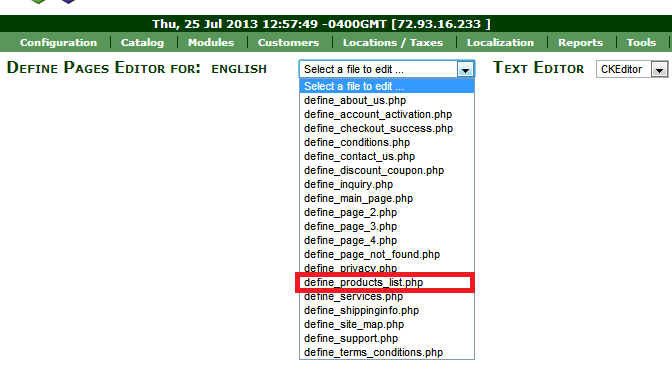 Thu, 25 Jul 2013 12:57:49 -0400GMT [72.93.16.233 ]
Configuration Catalog Modules Customers Locations / Taxes Localization Reports Tools
DEFINE PAGES EDITOR FOR: ENGLISH Select a file to edit ... TEXT EDITOR CKEditor
Select a file to edit ...
define_about_us.php
define_account_activation.php
define_checkout_success.php
define_conditions.php
define_contact_us.php
define_discount_coupon.php
define_inquiry.php
define_main_page.php
define_page_2.php
define_page_3.php
define_page_4.php
define_page_not_found.php
define_privacy.php
define_products_list.php
define_services.php
define_shippinginfo.php
define_site_map.php
define_support.php
define_terms_conditions.php